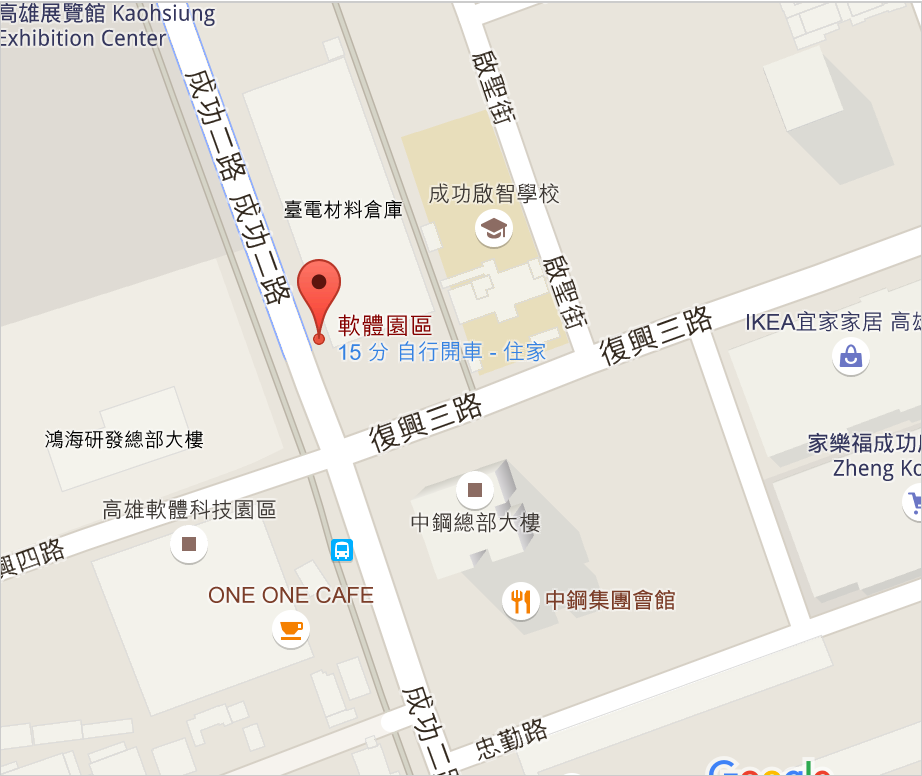 高雄展覽館 Kaohsiung
Exhibition Center
成功二路
啟聖街
成功啟智學校
臺電材料倉庫
成功二路
啟聖街
軟體園區
15 分 自行開車 - 住家
復興三路
IKEA宜家家居 高雄
復興三路
鴻海研發總部大樓
家樂福成功
Zheng
高雄軟體科技園區
中鋼總部大樓
興四路
ONE ONE CAFE
中鋼集團會館
成功二路
忠勤路
Google